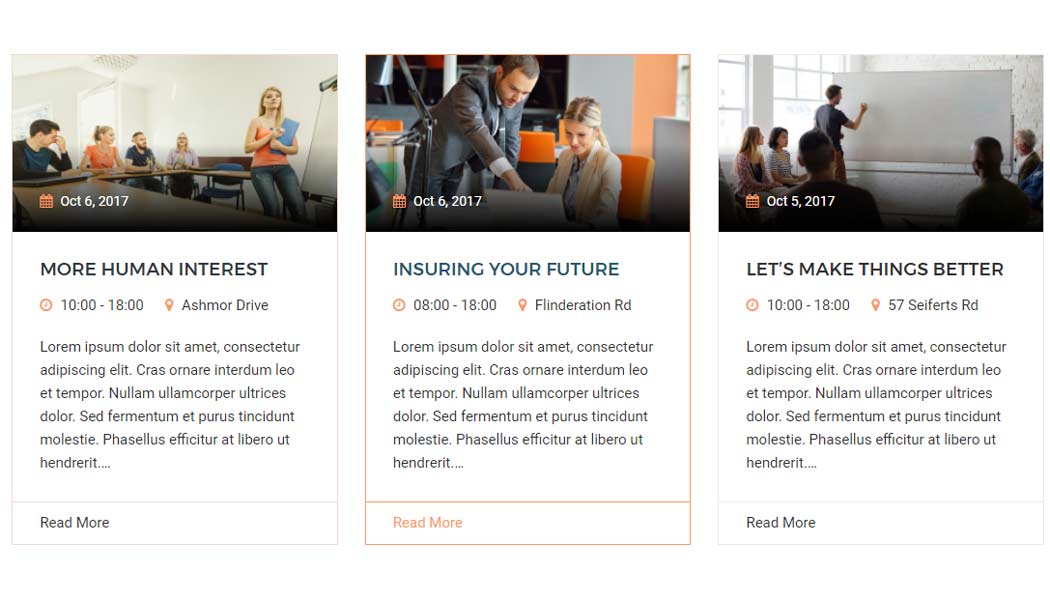 Oct 6, 2017
MORE HUMAN INTEREST
10:00 - 18:00 Ashmor Drive
Lorem ipsum dolor sit amet, consectetur
adipiscing elit. Cras ornare interdum leo
et tempor. Nullam ullamcorper ultrices
dolor. Sed fermentum et purus tincidunt
molestie. Phasellus efficitur at libero ut
hendrerit.…
Read More
Oct 6, 2017
INSURING YOUR FUTURE
08:00 - 18:00 Flinderation Rd
Lorem ipsum dolor sit amet, consectetur
adipiscing elit. Cras ornare interdum leo
et tempor. Nullam ullamcorper ultrices
dolor. Sed fermentum et purus tincidunt
molestie. Phasellus efficitur at libero ut
hendrerit.…
Read More
Oct 5, 2017
LET’S MAKE THINGS BETTER
10:00 - 18:00 57 Seiferts Rd
Lorem ipsum dolor sit amet, consectetur
adipiscing elit. Cras ornare interdum leo
et tempor. Nullam ullamcorper ultrices
dolor. Sed fermentum et purus tincidunt
molestie. Phasellus efficitur at libero ut
hendrerit.…
Read More